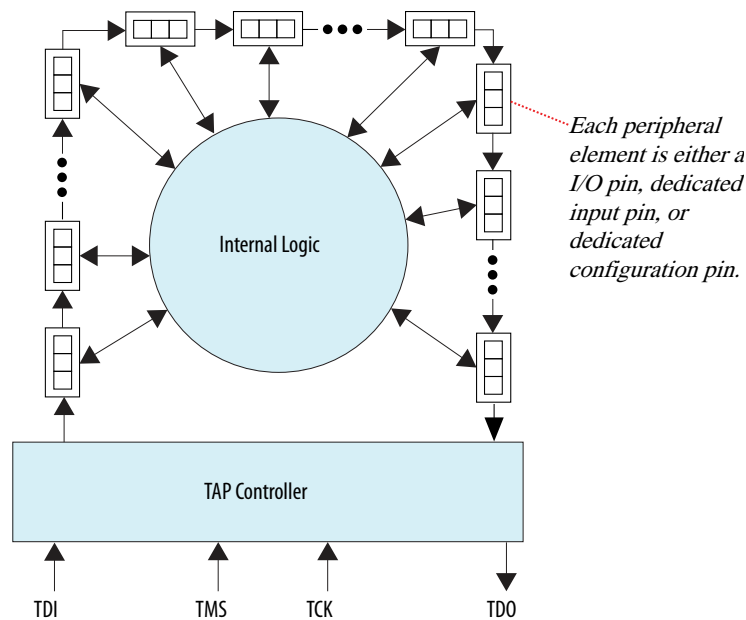 Each peripheral
element is either a
I/O pin, dedicated
input pin, or
dedicated
configuration pin.
Internal Logic
TAP Controller
TDI
TMS
TCK
TDO